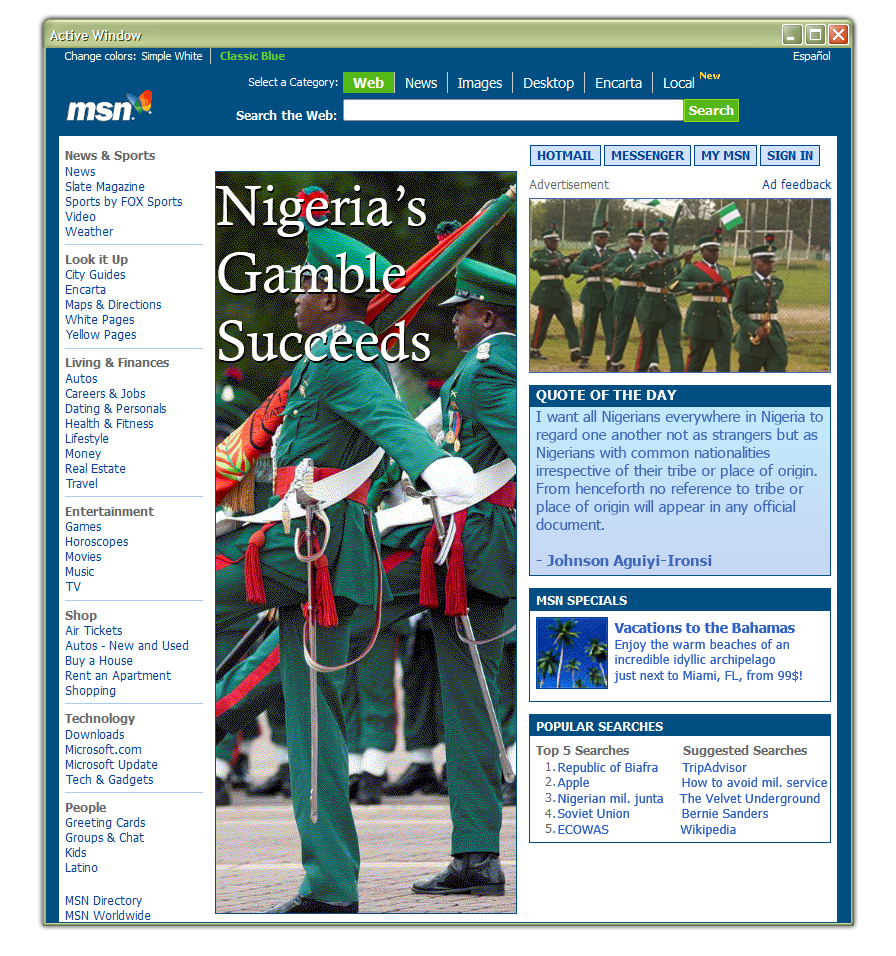 Active Window
Change colors: Simple White Classic Blue
Español
Select a Category: Web News Images Desktop Encarta Local New
msn
Search the Web: Search
News & Sports
News
Slate Magazine
Sports by FOX Sports
Video
Weather
Look it Up
City Guides
Encarta
Maps & Directions
White Pages
Yellow Pages
Living & Finances
Autos
Careers & Jobs
Dating & Personals
Health & Fitness
Lifestyle
Money
Real Estate
Travel
Entertainment
Games
Horoscopes
Movies
Music
TV
Shop
Air Tickets
Autos - New and Used
Buy a House
Rent an Apartment
Shopping
Technology
Downloads
Microsoft.com
Microsoft Update
Tech & Gadgets
People
Greeting Cards
Groups & Chat
Kids
Latino
MSN Directory
MSN Worldwide
Nigeria's
Gamble
Succeeds
HOTMAIL MESSENGER MY MSN SIGN IN
Advertisement Ad feedback
QUOTE OF THE DAY
I want all Nigerians everywhere in Nigeria to
regard one another not as strangers but as
Nigerians with common nationalities
irrespective of their tribe or place of origin.
From henceforth no reference to tribe or
place of origin will appear in any official
document.
- Johnson Aguiyi-Ironsi
MSN SPECIALS
Vacations to the Bahamas
Enjoy the warm beaches of an
incredible idyllic archipelago
just next to Miami, FL, from 99$!
POPULAR SEARCHES
Top 5 Searches Suggested Searches
1. Republic of Biafra TripAdvisor
2. Apple How to avoid mil. service
3. Nigerian mil. junta The Velvet Underground
4. Soviet Union Bernie Sanders
5. ECOWAS Wikipedia